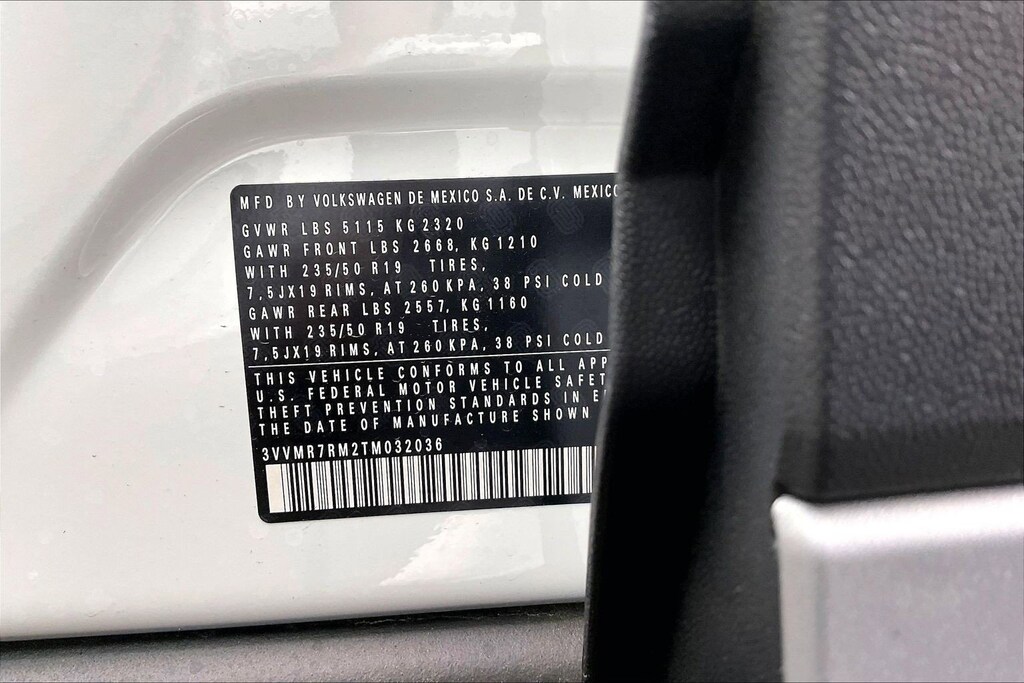 MFD BY VOLKSWAGEN DE MEXICO S.A. DE C.V. MEXICO
GVWR LBS 5115 KG 2320
GAWR FRONT LBS 2668, KG 1210
WITH 235/50 R19 TIRES,
7,5JX19 RIMS, AT 260 KPA, 38 PSI COLD
GAWR REAR LBS 2557, KG 1160
WITH 235/50 R19 TIRES,
7,5JX19 RIMS, AT 260 KPA, 38 PSI COLD
THIS VEHICLE CONFORMS TO ALL APP
U.S. FEDERAL MOTOR VEHICLE SAFET
THEFT PREVENTION STANDARDS IN
THE DATE OF MANUFACTURE SHOWN
3VVMR7RM2TM032036